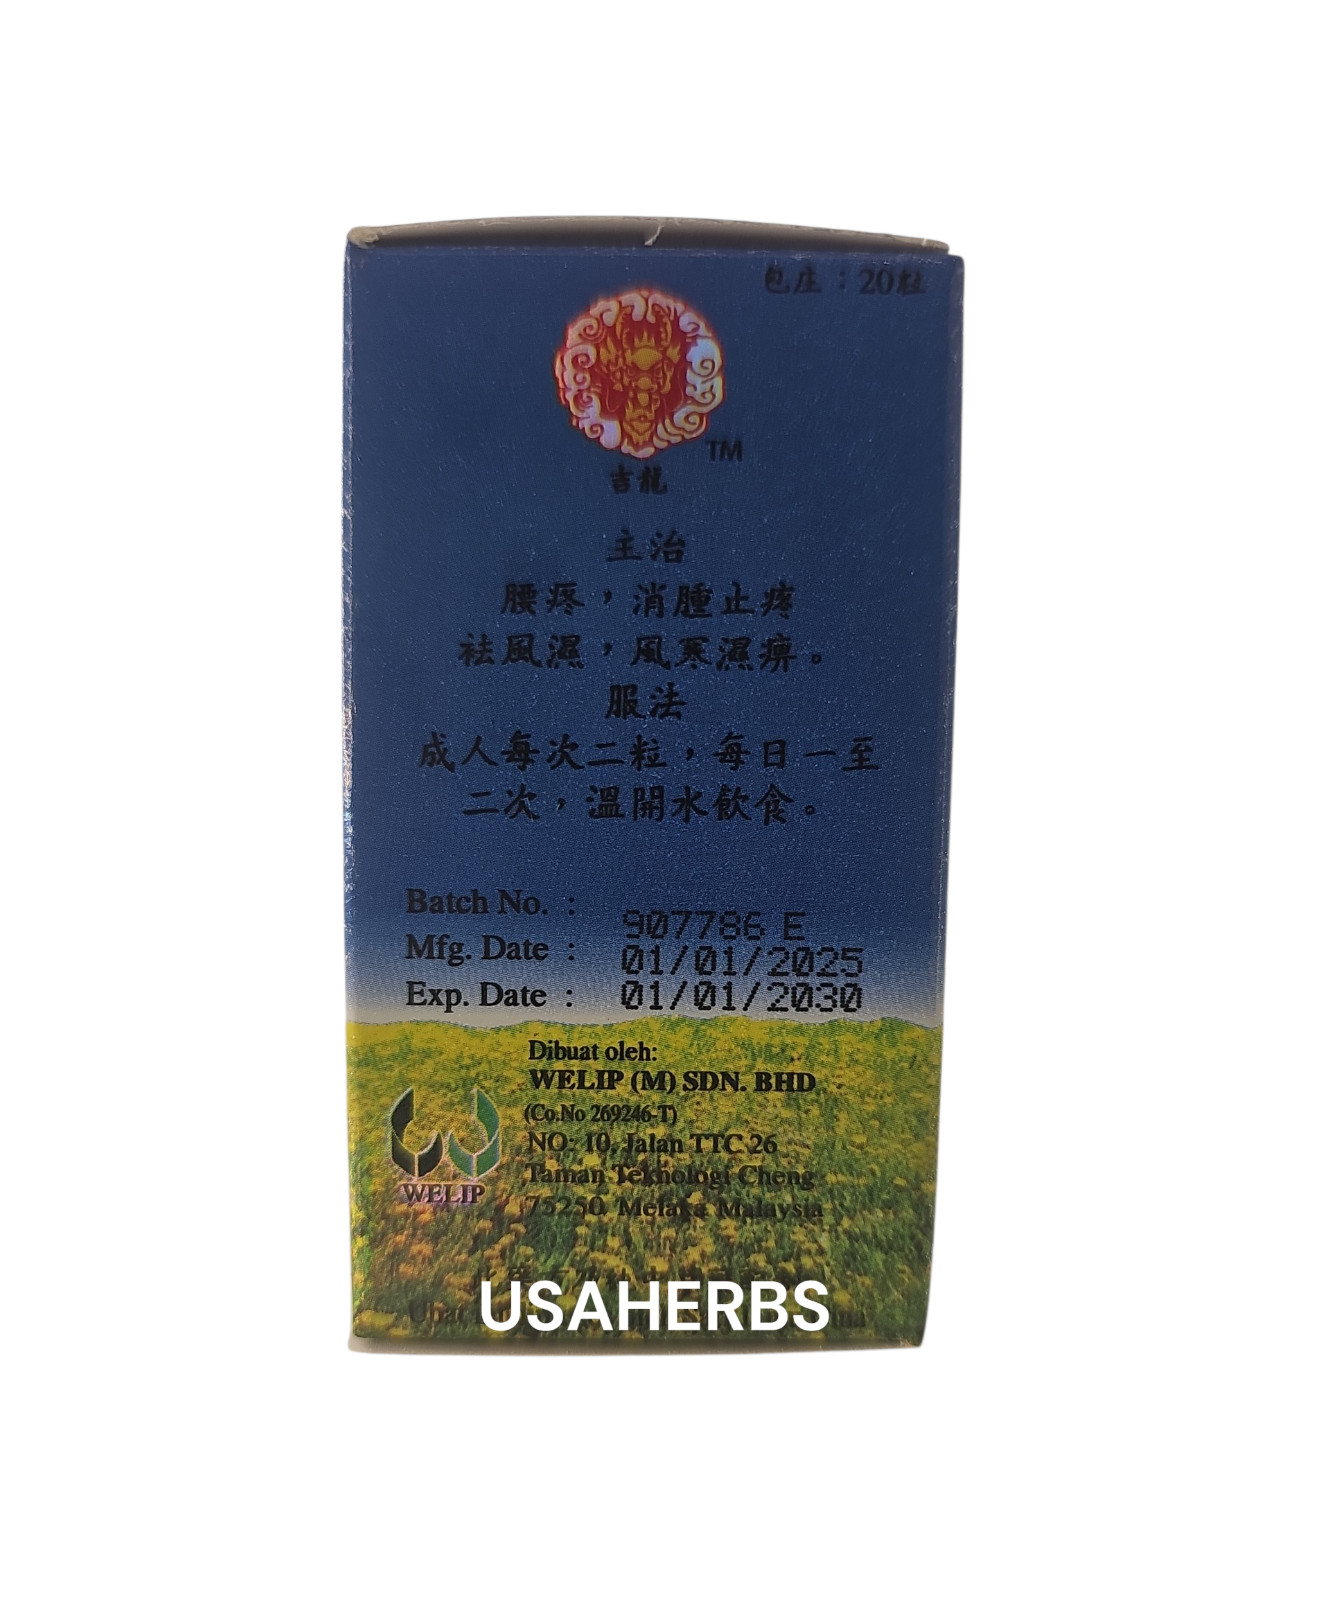 包庄：20粒
TM
吉龍
主治
腰疼，消腫止疼
祛風濕，風寒濕痹。
服法
成人每次二粒，每日一至
二次，溫開水飲食。
Batch No. : 907786 E
Mfg. Date : 01/01/2025
Exp. Date : 01/01/2030
Dibuat oleh:
WELIP (M) SDN. BHD
(Co.No 269246-T)
NO: 10, Jalan TTC 26
Taman Teknologi Cheng
75250. Melaka Malaysia
WELIP
USAHERBS